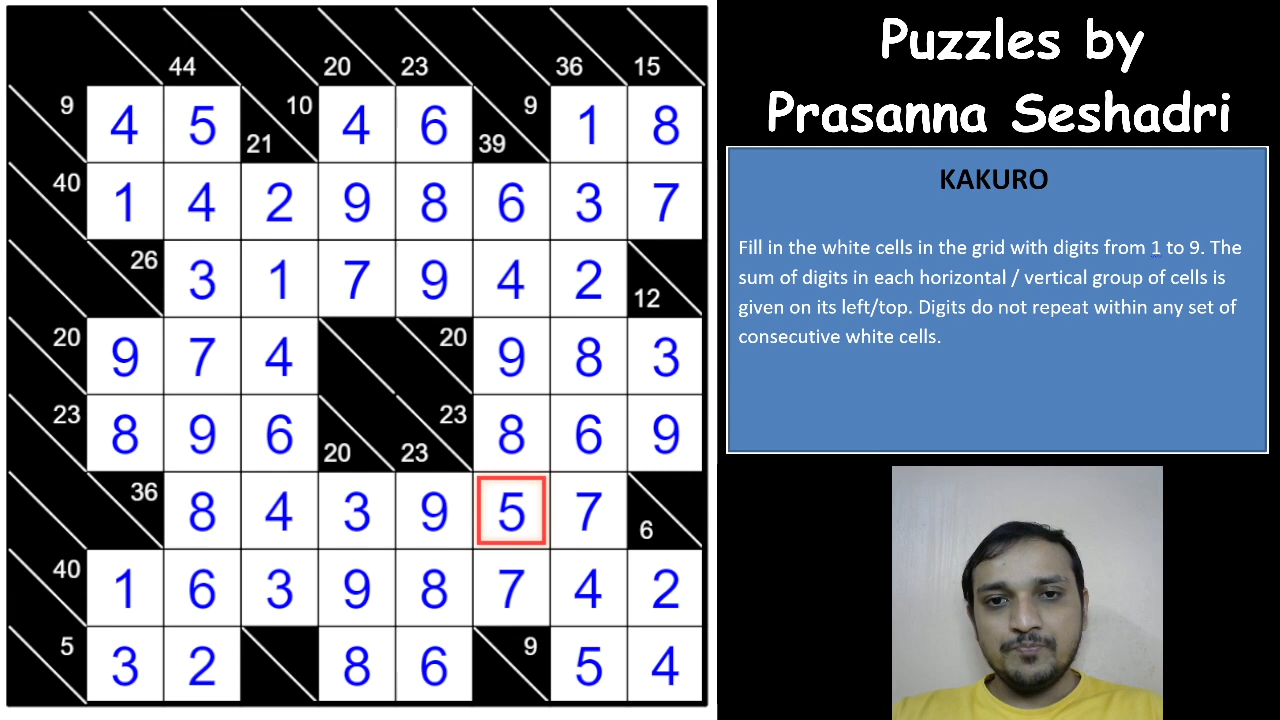 Puzzles by
Prasanna Seshadri
KAKURO
Fill in the white cells in the grid with digits from 1 to 9. The
sum of digits in each horizontal / vertical group of cells is
given on its left/top. Digits do not repeat within any set of
consecutive white cells.
44 20 23 36 15
9 4 5 21 10 4 6 39 9 1 8
40 1 4 2 9 8 6 3 7
26 3 1 7 9 4 2 12
20 9 7 4 20 9 8 3
23 8 9 6 20 23 23 8 6 9
36 8 4 3 9 5 7 6
40 1 6 3 9 8 7 4 2
5 3 2 8 6 9 5 4